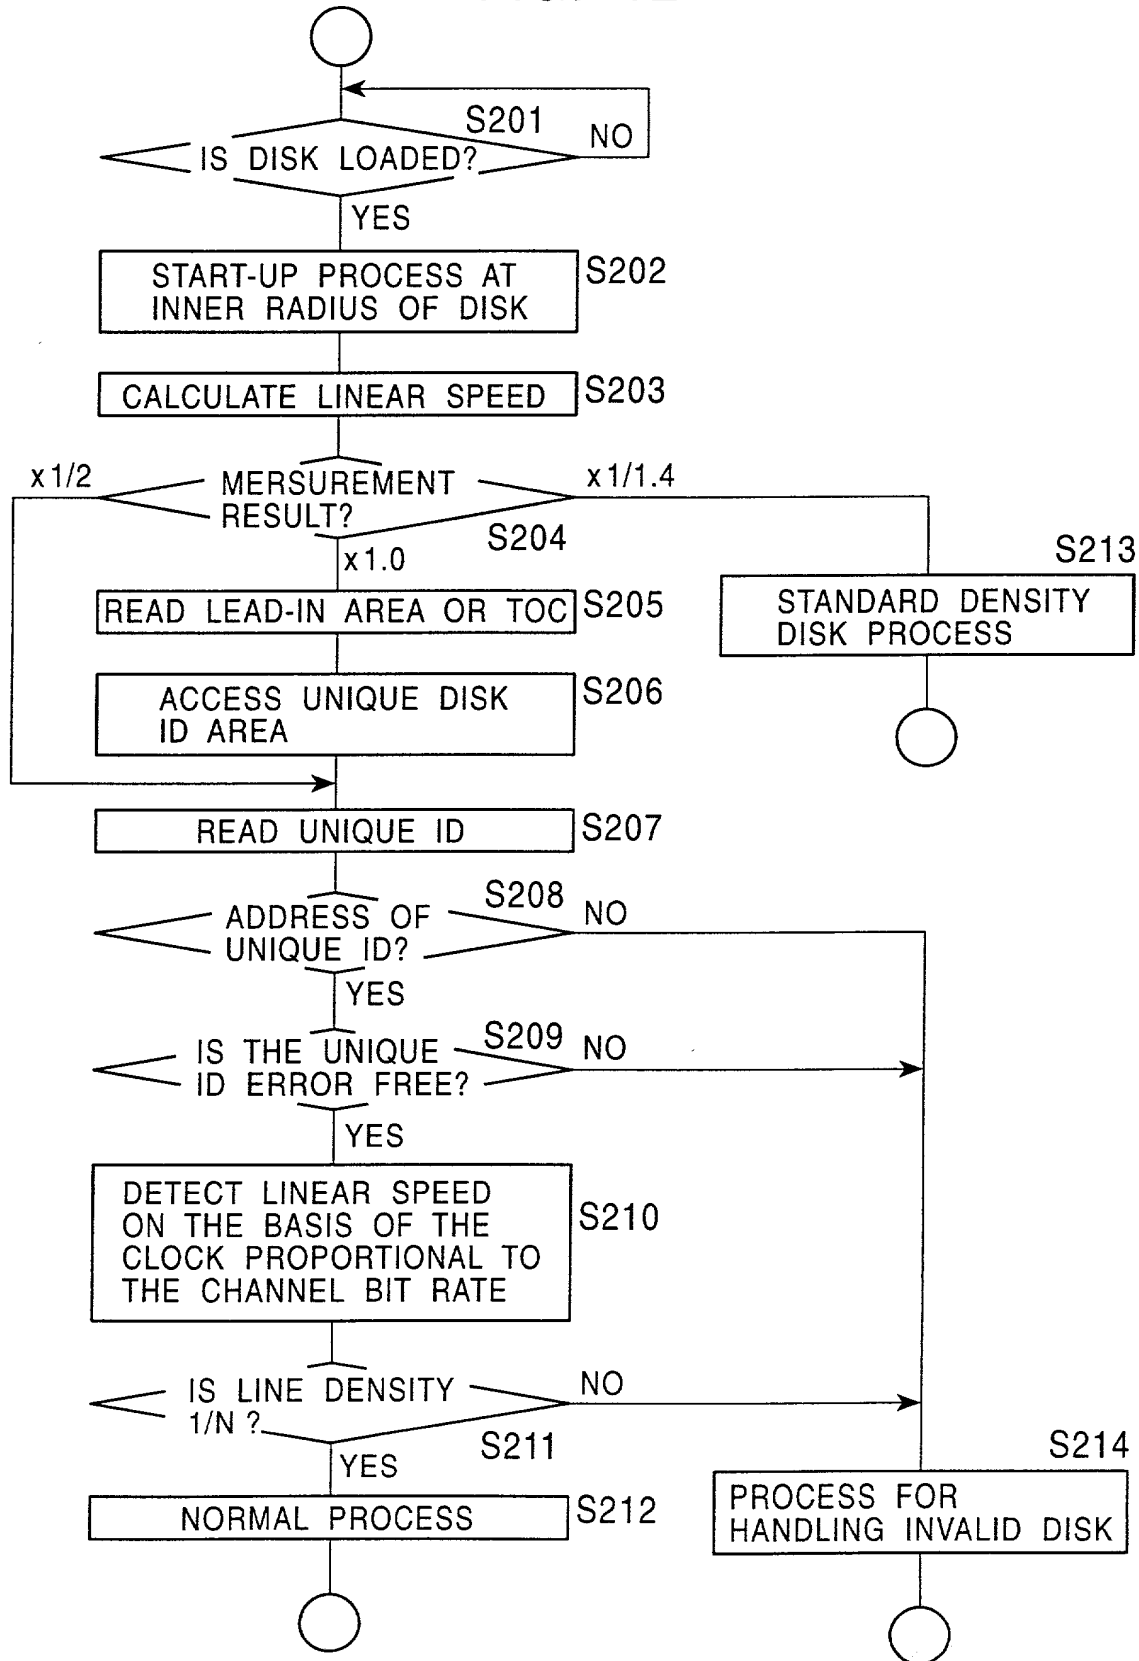 S201
NO
IS DISK LOADED?
YES
START-UP PROCESS AT
INNER RADIUS OF DISK
S202
CALCULATE LINEAR SPEED
S203
x1/2
MERSUREMENT
RESULT?
x1/1.4
S204
x1.0
S213
READ LEAD-IN AREA OR TOC
S205
STANDARD DENSITY
DISK PROCESS
ACCESS UNIQUE DISK
ID AREA
S206
READ UNIQUE ID
S207
S208
ADDRESS OF
UNIQUE ID?
NO
YES
S209
IS THE UNIQUE
ID ERROR FREE?
NO
YES
DETECT LINEAR SPEED
ON THE BASIS OF THE
CLOCK PROPORTIONAL TO
THE CHANNEL BIT RATE
S210
IS LINE DENSITY
1/N ?
NO
S211
YES
S214
NORMAL PROCESS
S212
PROCESS FOR
HANDLING INVALID DISK